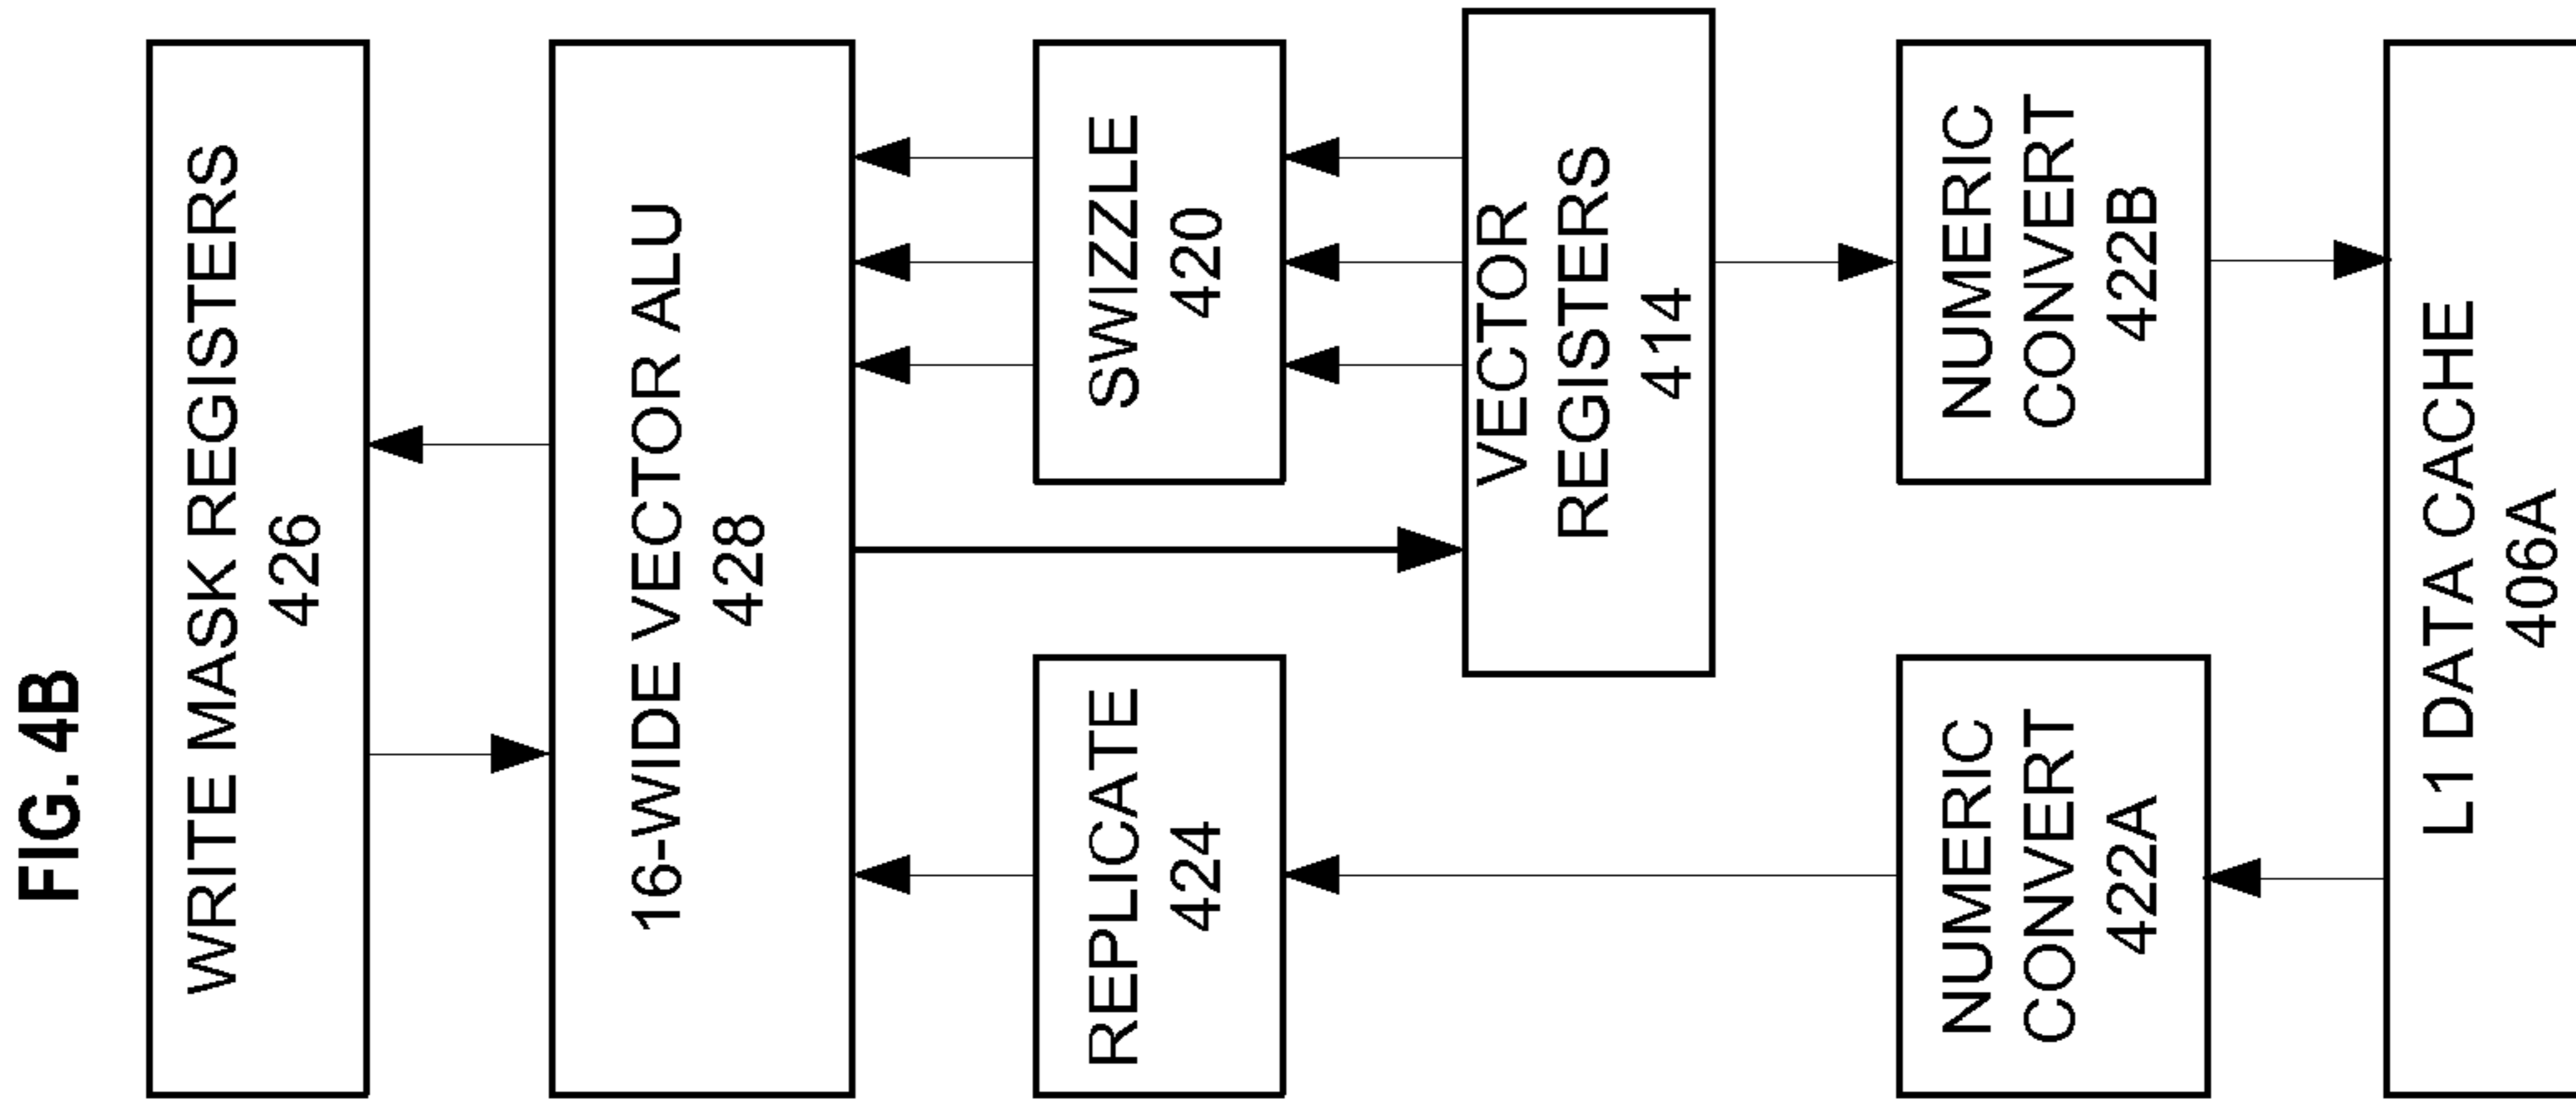 FIG. 4B
WRITE MASK REGISTERS
426
16-WIDE VECTOR ALU
428
REPLICATE
424
SWIZZLE
420
VECTOR
REGISTERS
414
NUMERIC
CONVERT
422A
NUMERIC
CONVERT
422B
L1 DATA CACHE
406A